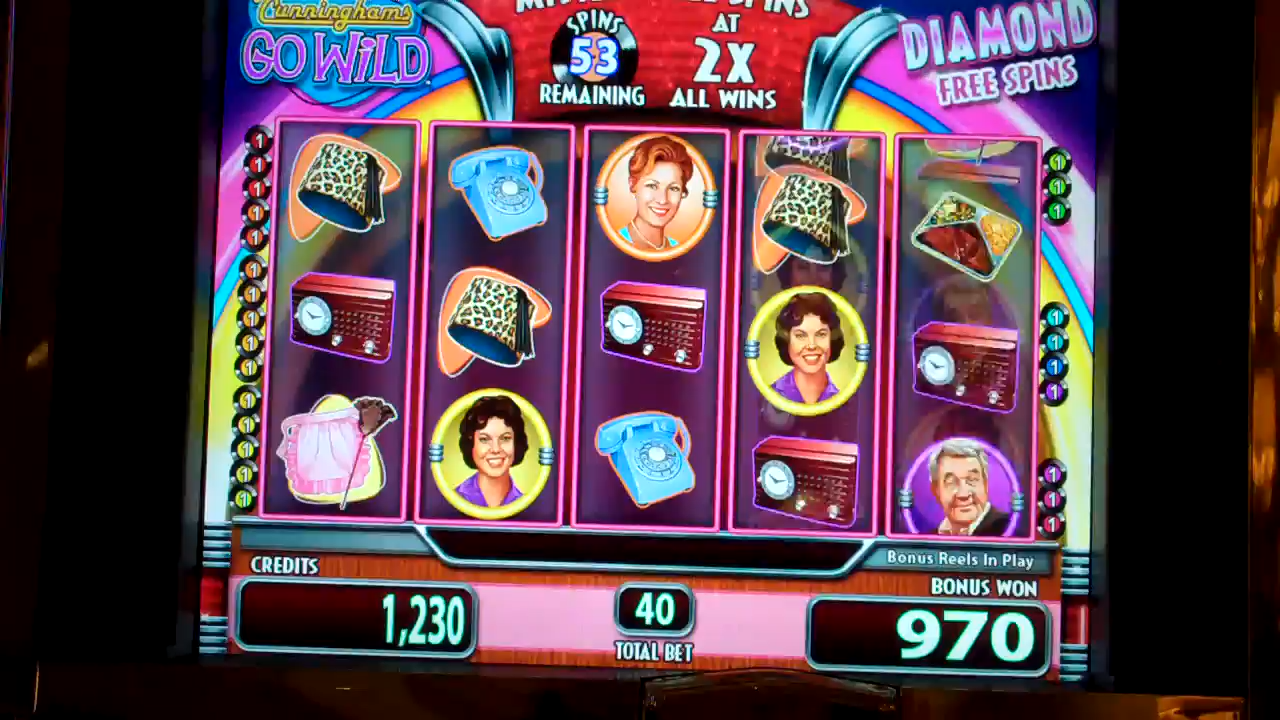 Cunninghams
GO WILD
SPINS
53
REMAINING
SPINS
AT
2X
ALL WINS
DIAMOND
FREE SPINS
Bonus Reels In Play
CREDITS
1,230
40
TOTAL BET
BONUS WON
970